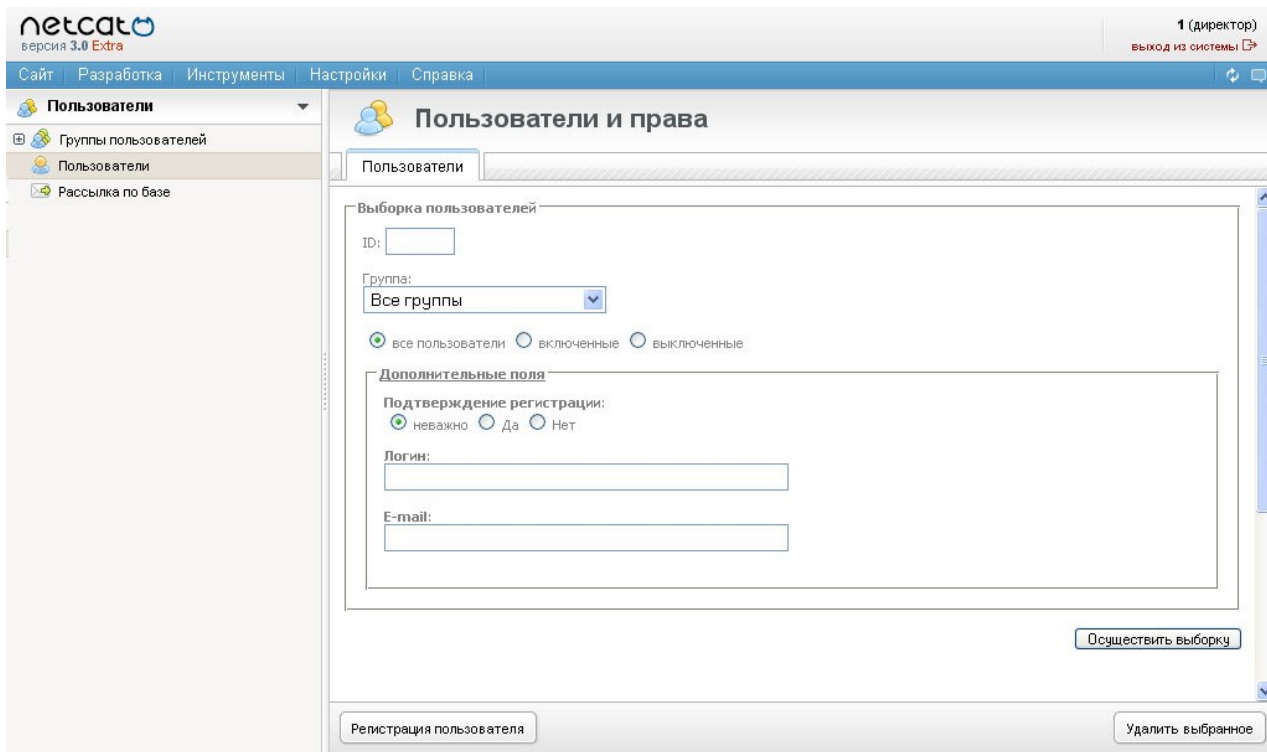 netcat
версия 3.0 Extra
1 (директор)
выход из системы
Сайт Разработка Инструменты Настройки Справка
Пользователи
Группы пользователей
Пользователи
Рассылка по базе
Пользователи и права
Пользователи
Выборка пользователей
ID:
Группа:
Все группы
все пользователи включенные выключенные
Дополнительные поля
Подтверждение регистрации:
неважно Да Нет
Логин:
E-mail:
Осуществить выборку
Регистрация пользователя
Удалить выбранное